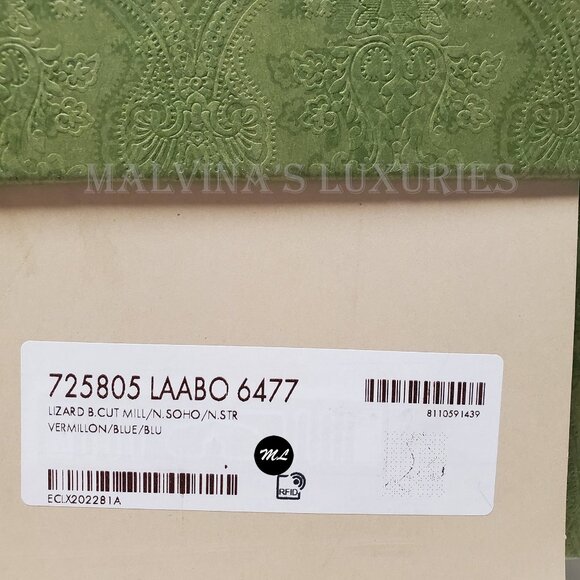 MALVINA'S LUXURIES
725805 LAABO 6477
LIZARD B.CUT MILL/N.SOHO/N.STR
VERMILLON/BLUE/BLU
8110591439
ML
ECLX202281A
RFID